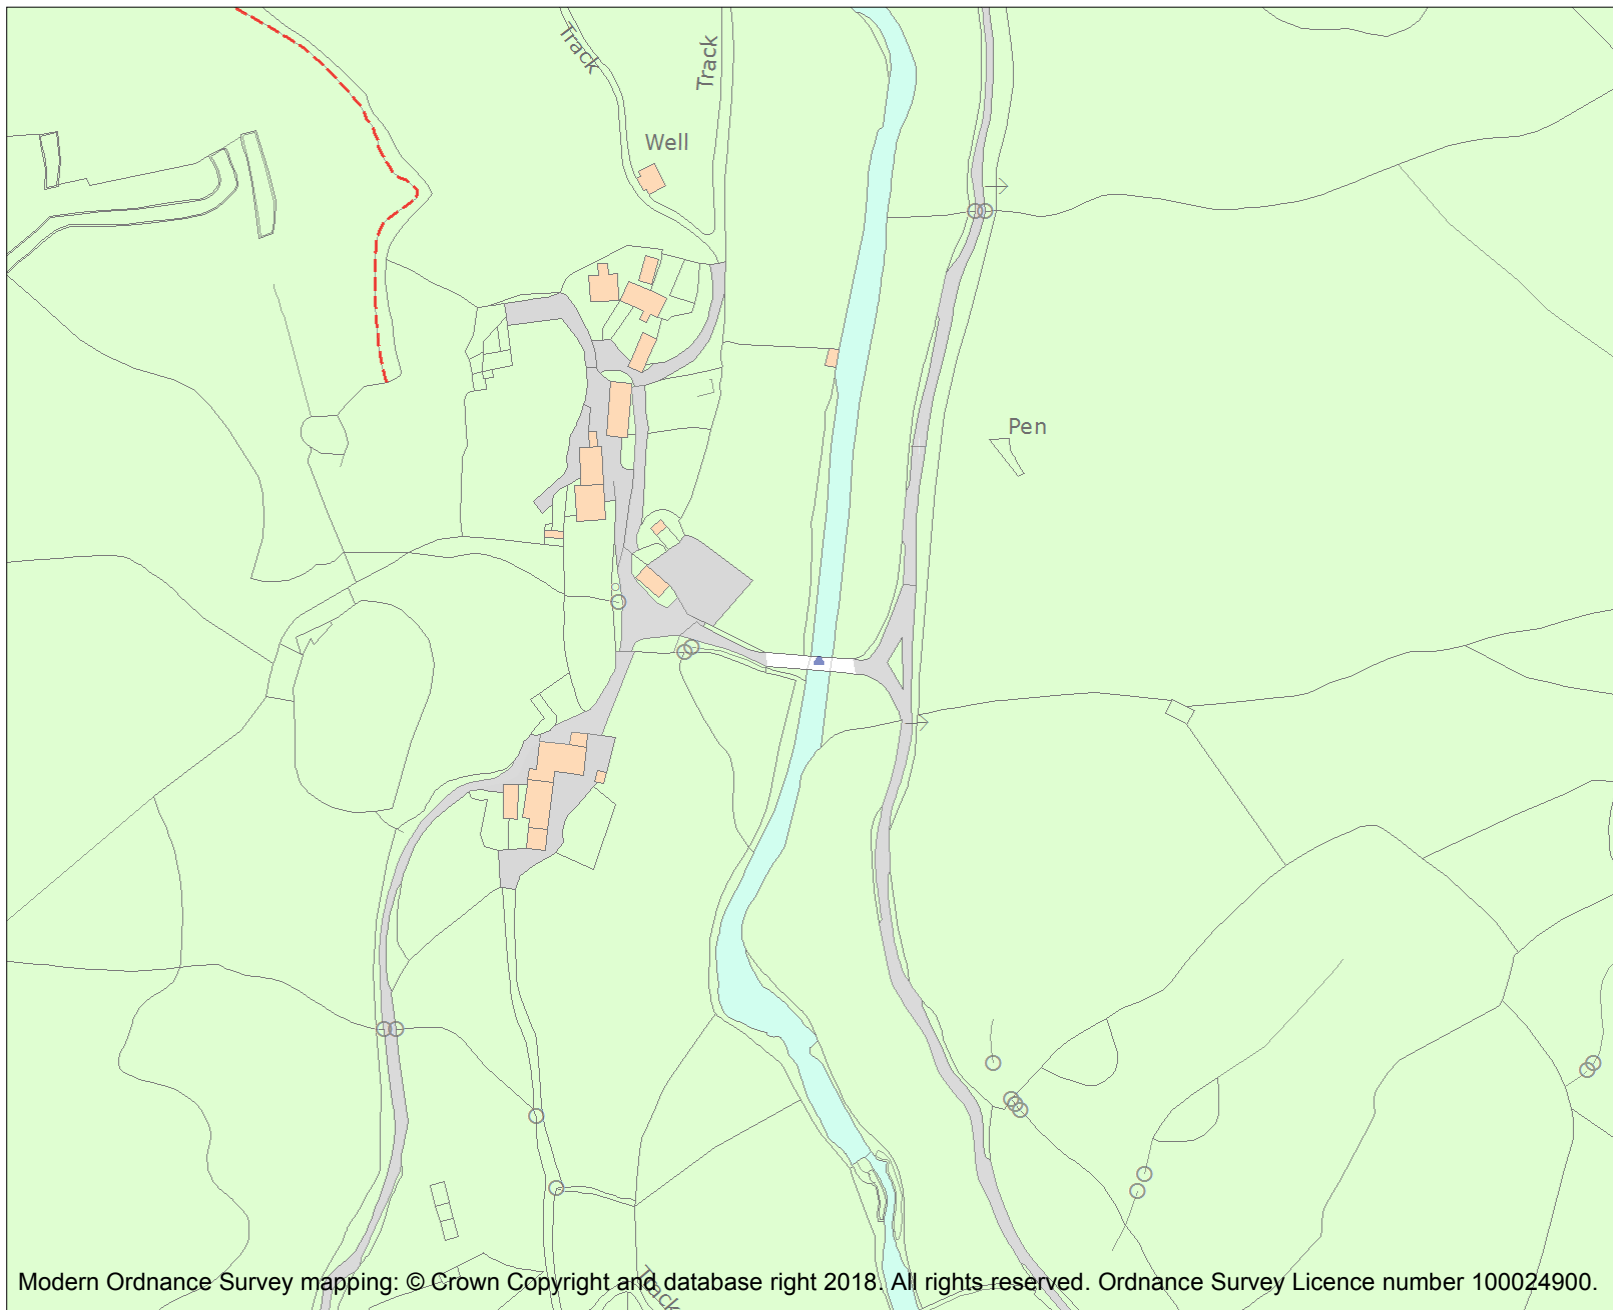 Track
Track
Well
Pen
Track
Modern Ordnance Survey mapping: © Crown Copyright and database right 2018. All rights reserved. Ordnance Survey Licence number 100024900.